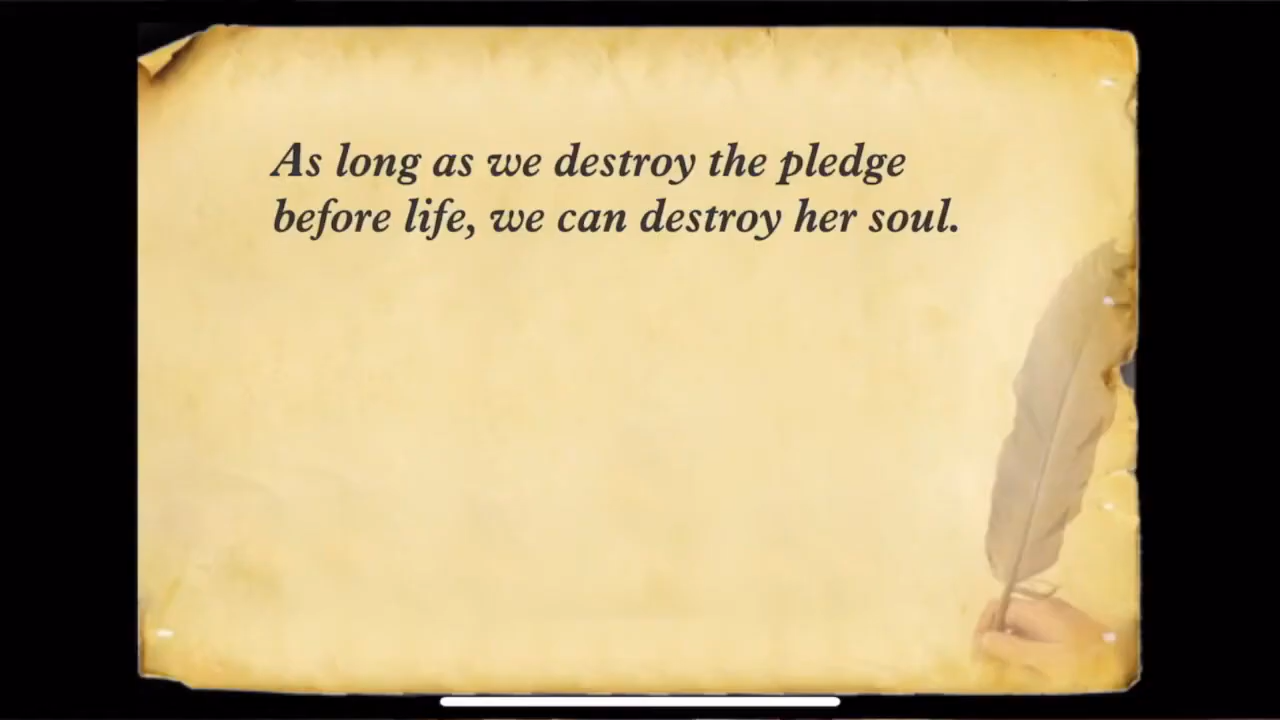 As long as we destroy the pledge
before life, we can destroy her soul.